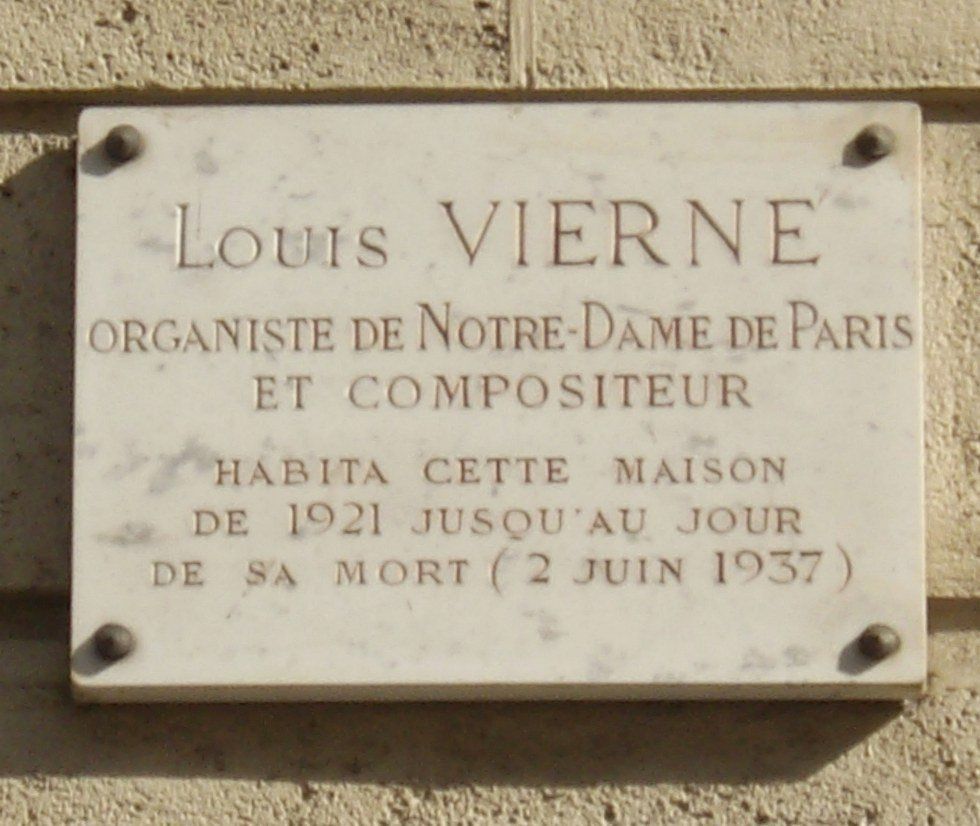 LOUIS VIERNE
ORGANISTE DE NOTRE-DAME DE PARIS
ET COMPOSITEUR
HABITA CETTE MAISON
DE 1921 JUSQU'AU JOUR
DE SA MORT (2 JUIN 1937)